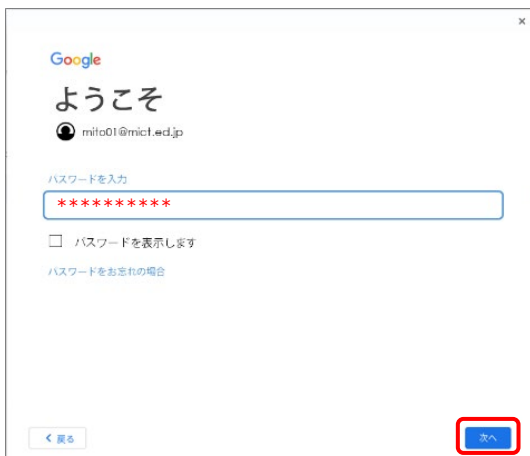 Google
ようこそ
mito01@mict.ed.jp
パスワードを入力
**********
パスワードを表示します
パスワードをお忘れの場合
戻る
次へ